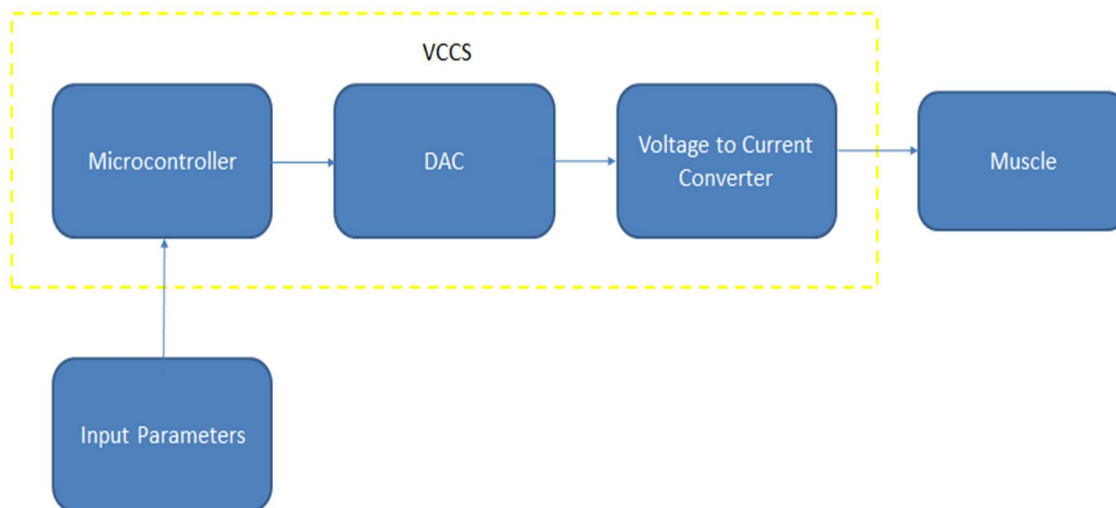 VCCS
Microcontroller
DAC
Voltage to Current
Converter
Muscle
Input Parameters